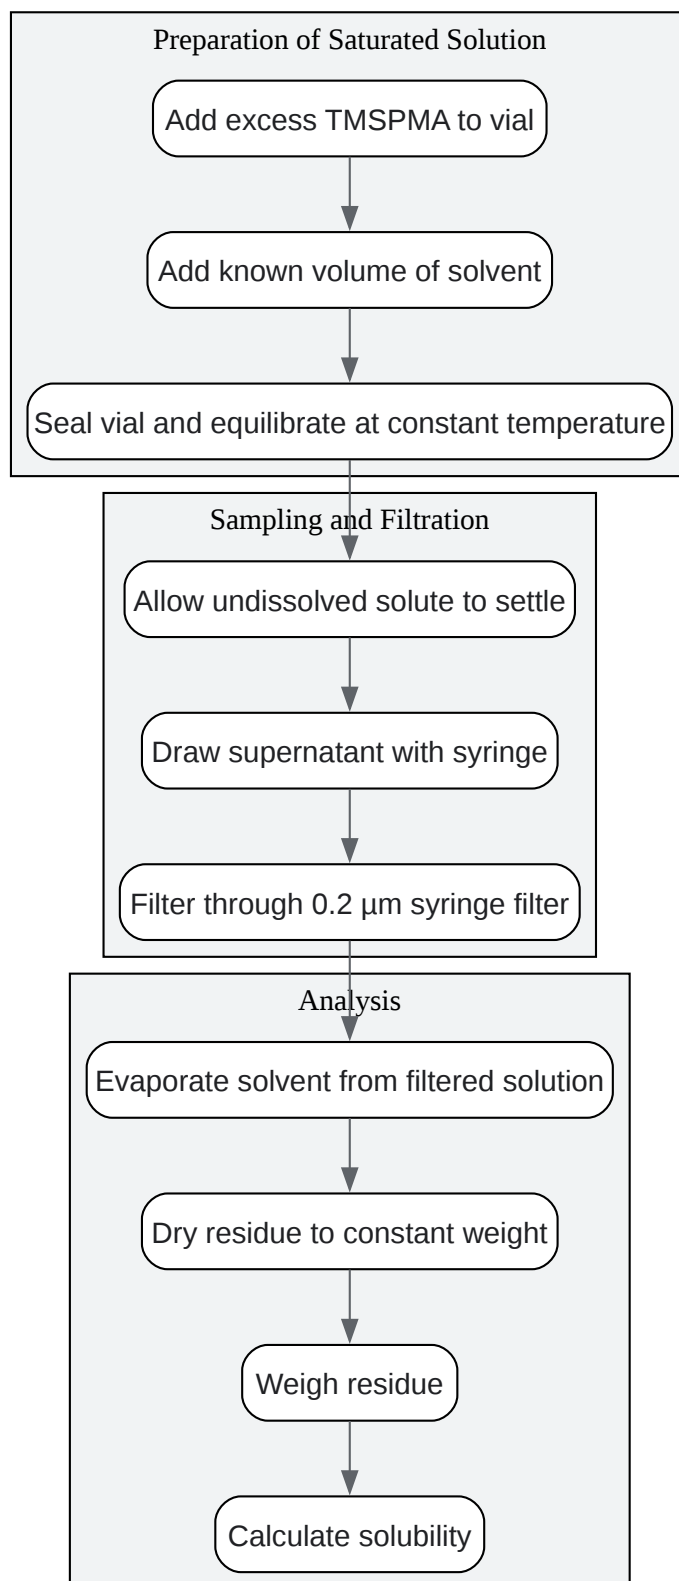 Preparation of Saturated Solution
Add excess TMSPMA to vial
Add known volume of solvent
Seal vial and equilibrate at constant temperature
Sampling and Filtration
Allow undissolved solute to settle
Draw supernatant with syringe
Filter through 0.2 µm syringe filter
Analysis
Evaporate solvent from filtered solution
Dry residue to constant weight
Weigh residue
Calculate solubility